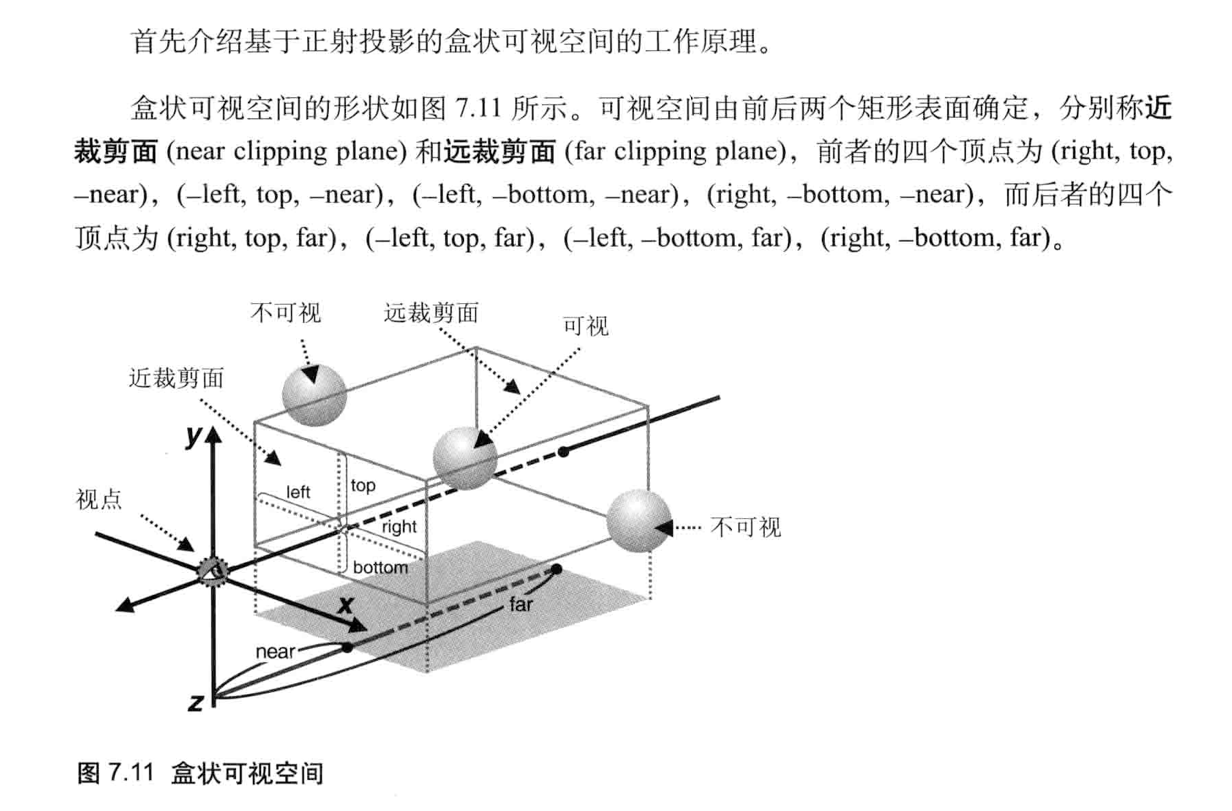 首先介绍基于正射投影的盒状可视空间的工作原理。
盒状可视空间的形状如图 7.11 所示。可视空间由前后两个矩形表面确定，分别称近
裁剪面 (near clipping plane) 和远裁剪面 (far clipping plane)，前者的四个顶点为 (right, top,
–near)，(–left, top, –near)，(–left, –bottom, –near)，(right, –bottom, –near)，而后者的四个
顶点为 (right, top, far)，(–left, top, far)，(–left, –bottom, far)，(right, –bottom, far)。
不可视
远裁剪面
可视
近裁剪面
y
left
top
视点
right
不可视
bottom
x
far
near
z
图 7.11 盒状可视空间